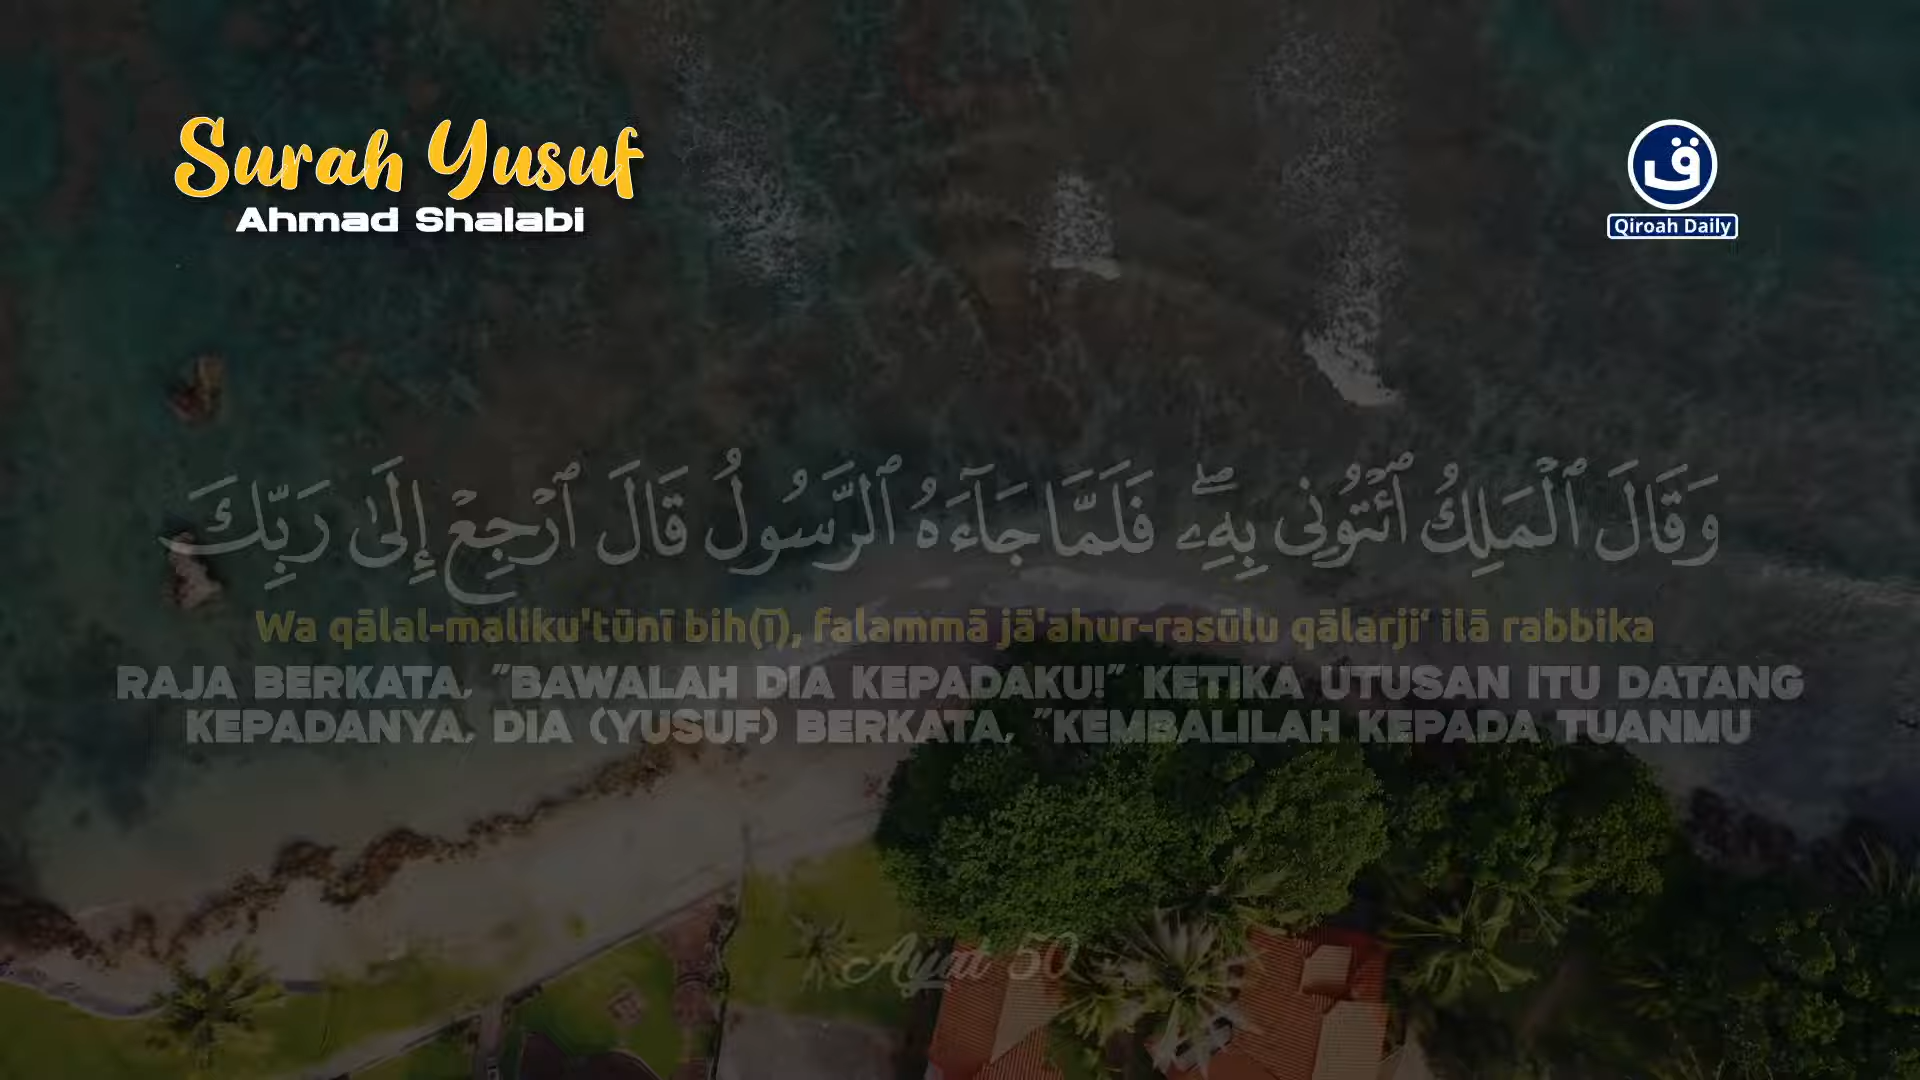 Surah Yusuf
Ahmad Shalabi
ق
Qiroah Daily
وَقَالَ ٱلْمَلِكُ ٱئْتُونِى بِهِۦ ۖ فَلَمَّا جَآءَهُ ٱلرَّسُولُ قَالَ ٱرْجِعْ إِلَىٰ رَبِّكَ
Wa qālal-maliku'tūnī bih(ī), falammā jā'ahur-rasūlu qālarji‘ ilā rabbika
RAJA BERKATA, "BAWALAH DIA KEPADAKU!" KETIKA UTUSAN ITU DATANG
KEPADANYA, DIA (YUSUF) BERKATA, "KEMBALILAH KEPADA TUANMU
Ayat 50